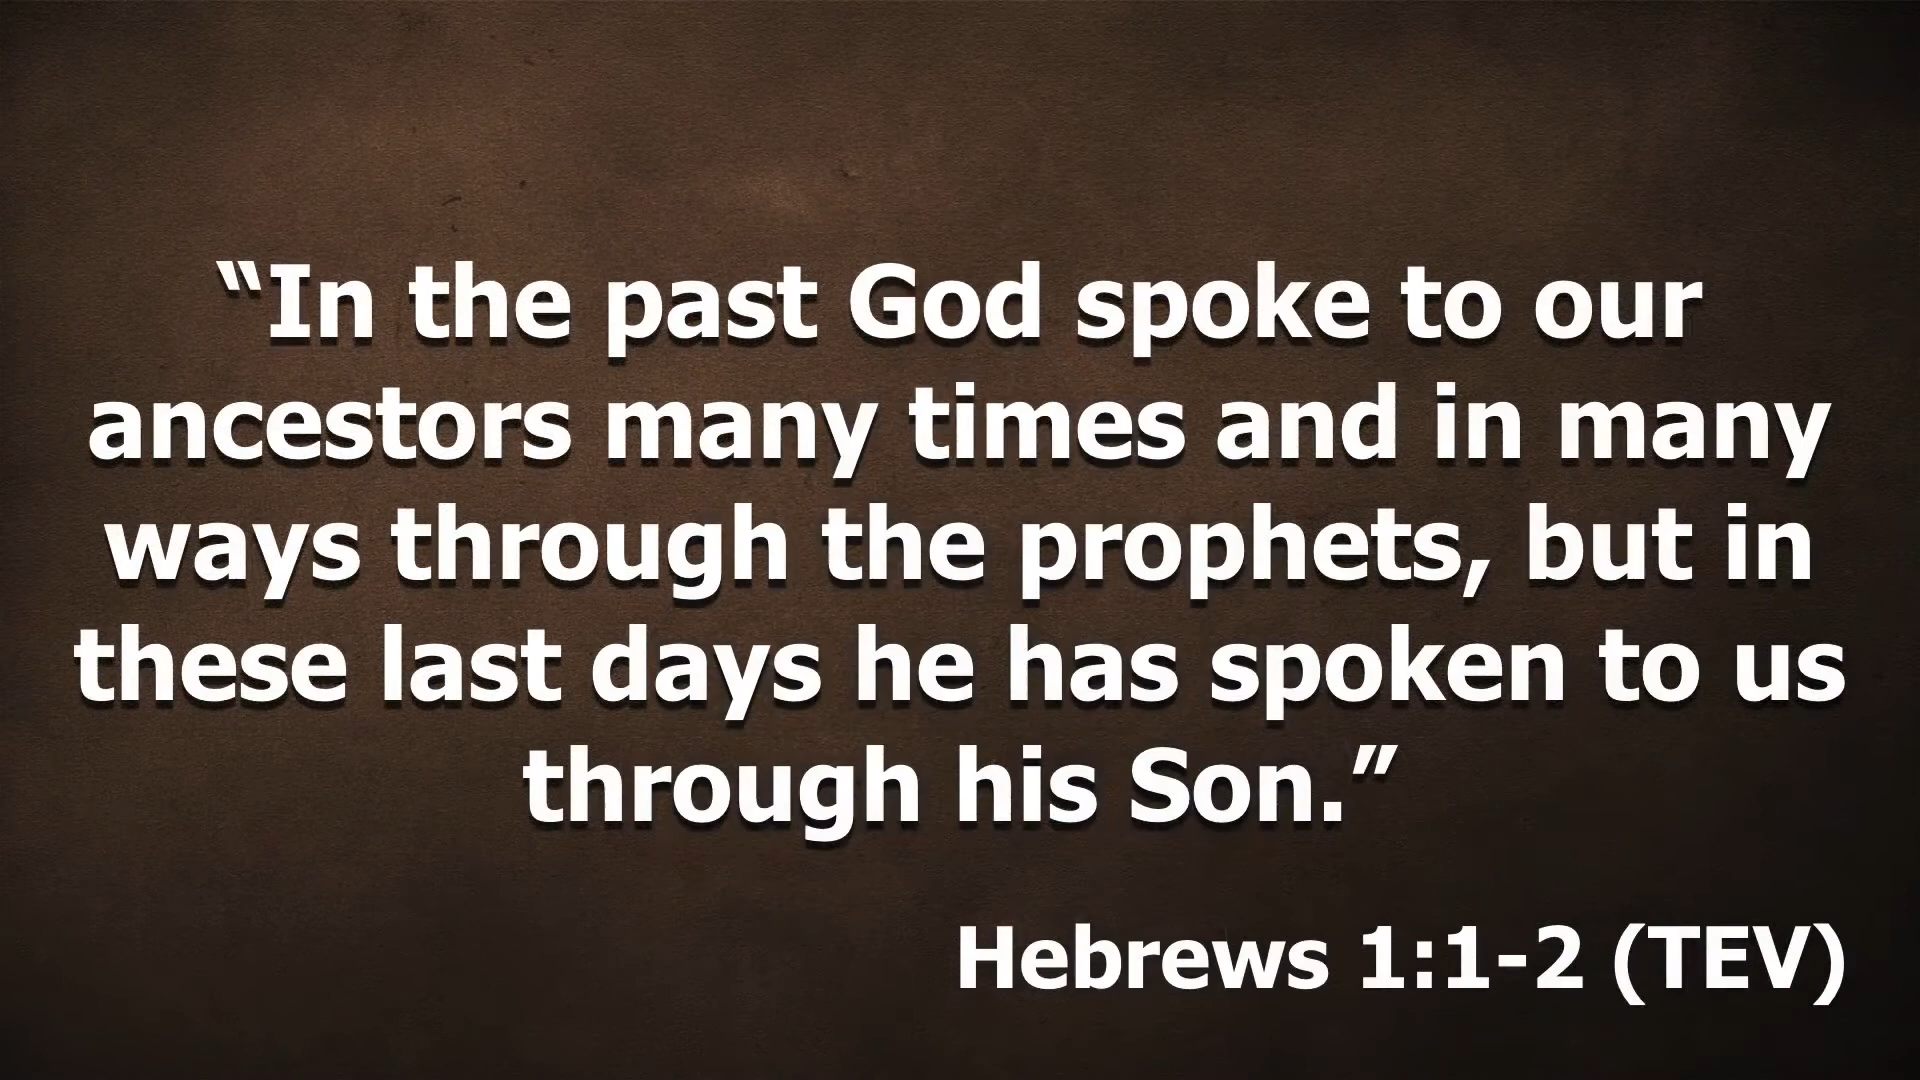 “In the past God spoke to our
ancestors many times and in many
ways through the prophets, but in
these last days he has spoken to us
through his Son.”
Hebrews 1:1-2 (TEV)